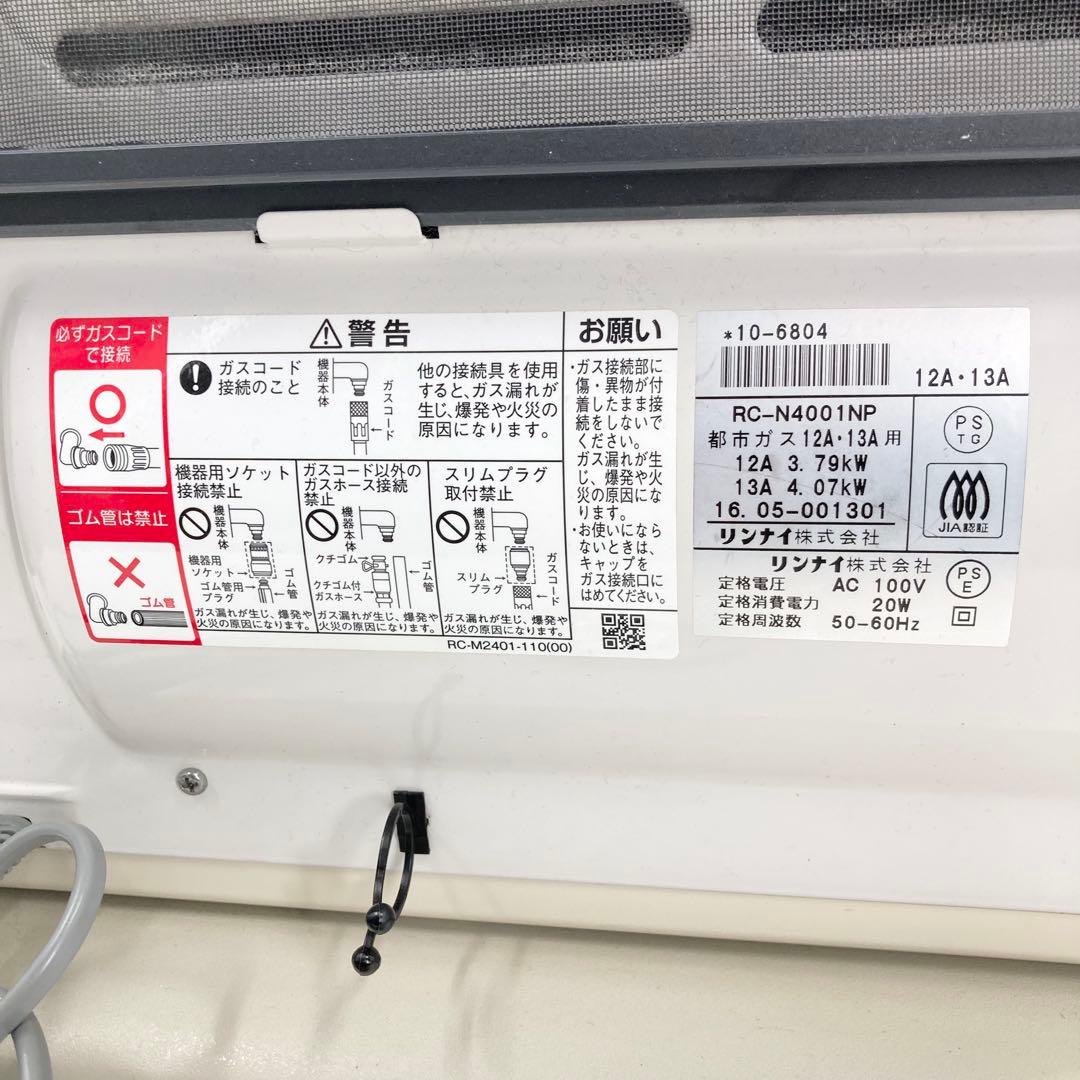 必ずガスコード
で接続
ゴム管は禁止
ゴム管
警告
ガスコード
接続のこと
機器本体
ガスコード
他の接続具を使用
すると、ガス漏れが
生じ、爆発や火災の
原因になります。
機器用ソケット
接続禁止
機器本体
機器用
ソケット
ゴム管用
プラグ
ゴム管
ガス漏れが生じ、爆発や
火災の原因になります。
ガスコード以外の
ガスホース接続
禁止
機器本体
クチゴム
クチゴム付
ガスホース
ゴム管
ガス漏れが生じ、爆発や
火災の原因になります。
スリムプラグ
取付禁止
機器本体
スリム
プラグ
ガスコード
ガス漏れが生じ、爆発や
火災の原因になります。
RC-M2401-110(00)
お願い
・ガス接続部に
傷・異物が付
着したまま接
続をしないで
ください。
ガス漏れが生
じ、爆発や火
災の原因にな
ります。
・お使いになら
ないときは、
キャップを
ガス接続口に
はめてください。
*10-6804
12A・13A
RC-N4001NP
都市ガス12A・13A用
12A 3.79kW
13A 4.07kW
16.05-001301
リンナイ株式会社
PS
TG
JIA認証
リンナイ株式会社
定格電圧 AC 100V
定格消費電力 20W
定格周波数 50-60Hz
PS
E